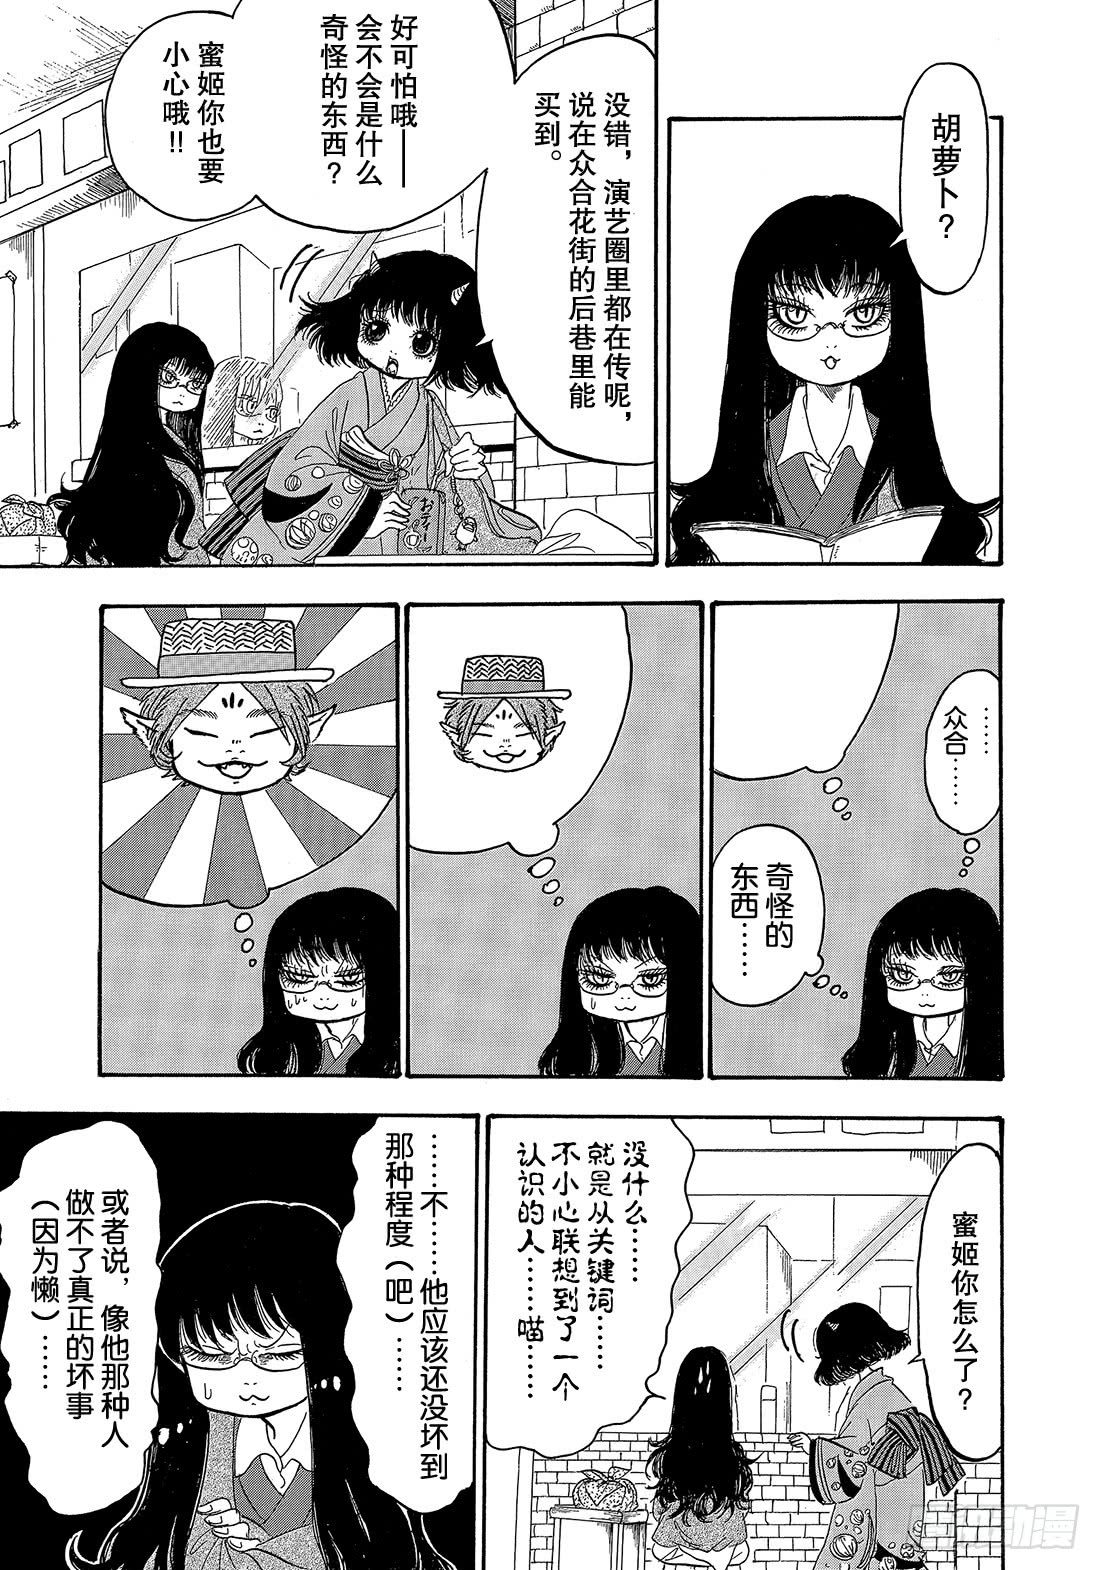 胡萝卜？
没错，演艺圈里都在传呢，
说在众合花街的后巷里能
买到。
好可怕哦——
会不会是什么
奇怪的东西？
蜜姬你也要
小心哦!!
……
众合……
奇怪的
东西……
蜜姬你怎么了？
没什么……
就是从关键词……
不小心联想到了一个
认识的人……喵。
……不……他应该还没坏到
那种程度（吧）……
或者说，像他那种人
做不了真正的坏事
（因为懒）……